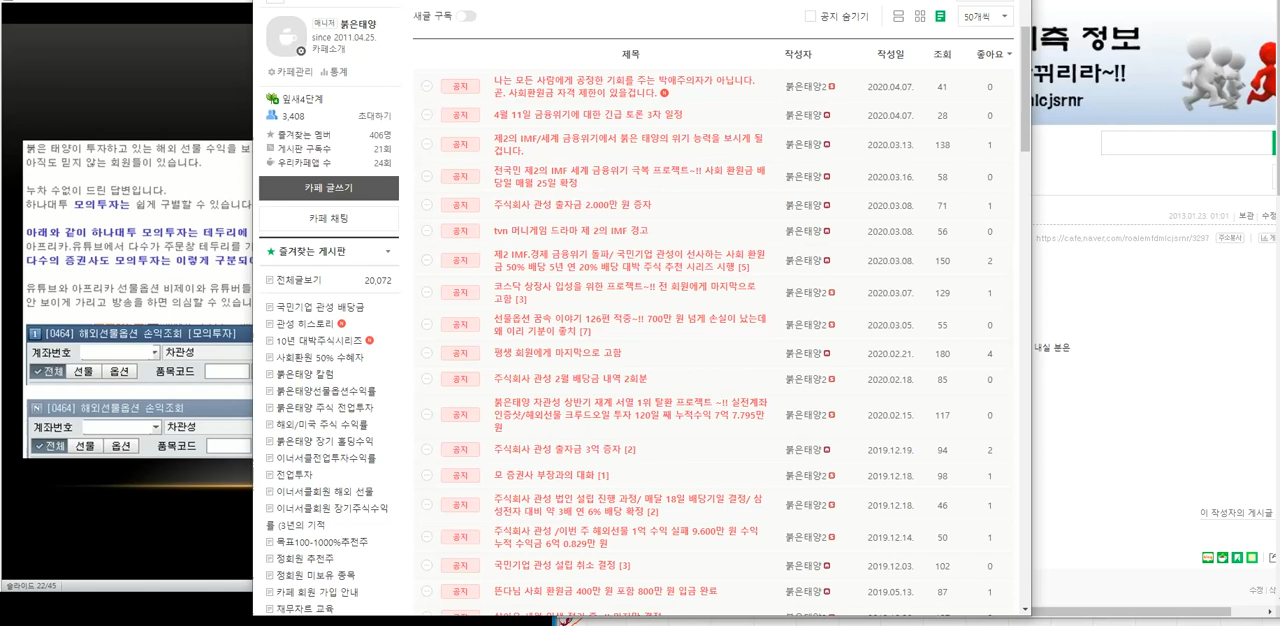 붉은 태양이 투자하고 있는 해외 선물 수익을 보
아직도 믿지 않는 회원들이 있습니다.
누차 수없이 드린 답변입니다.
하나대투 모의투자는 쉽게 구별할 수 있습니다
아래와 같이 하나대투 모의투자는 테두리에
아프리카.유튜브에서 다수가 주문창 테두리를 가
다수의 증권사도 모의투자는 이렇게 구분되어
유튜브와 아프리카 선물옵션 비제이와 유튜버들
안 보이게 가리고 방송을 하면 의심할 수 있습니
[0464] 해외선물옵션 손익조회 [모의투자]
계좌번호 차관성
전체 선물 옵션 품목코드
[0464] 해외선물옵션 손익조회
계좌번호 차관성
전체 선물 옵션 품목코드
슬라이드 22/45
매니저 붉은태양
since 2011.04.25.
카페소개
카페관리 통계
잎새4단계
3,408 초대하기
즐겨찾는 멤버 406명
게시판 구독수 21회
우리카페앱 수 24회
카페 글쓰기
카페 채팅
즐겨찾는 게시판
전체글보기 20,072
국민기업 관성 배당금
관성 히스토리
10년 대박주식시리즈
사회환원 50% 수혜자
붉은태양 칼럼
붉은태양선물옵션수익률
붉은태양 주식 전업투자
해외/미국 주식 수익률
붉은태양 장기 홀딩수익
이너서클전업투자수익률
전업투자
이너서클회원 해외 선물
이너서클회원 장기주식수익
률 (3년의 기적
목표100-1000%추천주
정회원 추천주
정회원 미보유 종목
카페 회원 가입 안내
재무차트 교육
새글 구독 공지 숨기기 50개씩
제목 작성자 작성일 조회 좋아요
공지 나는 모든 사람에게 공정한 기회를 주는 박애주의자가 아닙니다.
곧. 사회환원금 자격 제한이 있을겁니다. 붉은태양2 2020.04.07. 41 0
공지 4월 11일 금융위기에 대한 긴급 토론 3차 일정 붉은태양 2020.04.07. 28 0
공지 제2의 IMF/세계 금융위기에서 붉은 태양의 위기 능력을 보시게 될
겁니다. 붉은태양 2020.03.13. 138 1
공지 전국민 제2의 IMF 세계 금융위기 극복 프로젝트~!! 사회 환원금 배
당일 매월 25일 확정 붉은태양 2020.03.16. 58 0
공지 주식회사 관성 출자금 2.000만 원 증자 붉은태양 2020.03.08. 71 1
공지 tvn 머니게임 드라마 제 2의 IMF 경고 붉은태양 2020.03.08. 56 0
공지 제2 IMF.경제 금융위기 돌파/ 국민기업 관성이 선사하는 사회 환원
금 50% 배당 5년 연 20% 배당 대박 주식 추천 시리즈 시행 [5] 붉은태양 2020.03.08. 150 2
공지 코스닥 상장사 입성을 위한 프로젝트~!! 전 회원에게 마지막으로
고함 [3] 붉은태양2 2020.03.07. 129 1
공지 선물옵션 꿈속 이야기 126편 적중~!! 700만 원 넘게 손실이 났는데
왜 이리 기분이 좋치 [7] 붉은태양2 2020.03.05. 55 0
공지 평생 회원에게 마지막으로 고함 붉은태양 2020.02.21. 180 4
공지 주식회사 관성 2월 배당금 내역 2회분 붉은태양2 2020.02.18. 85 0
공지 붉은태양 차관성 상반기 재계 서열 1위 탈환 프로젝트 ~!! 실전계좌
인증샷/해외선물 크루드오일 투자 120일 째 누적수익 7억 7.795만
원 붉은태양2 2020.02.15. 117 0
공지 주식회사 관성 출자금 3억 증자 [2] 붉은태양 2019.12.19. 94 2
공지 모 증권사 부장과의 대화 [1] 붉은태양2 2019.12.18. 98 1
공지 주식회사 관성 법인 설립 진행 과정/ 매달 18일 배당기일 결정/ 삼
성전자 대비 약 3배 연 6% 배당 확정 [2] 붉은태양2 2019.12.18. 46 1
공지 주식회사 관성 /이번 주 해외선물 1억 수익 실패 9.600만 원 수익
누적 수익금 6억 0.829만 원 붉은태양2 2019.12.14. 50 1
공지 국민기업 관성 설립 취소 결정 [3] 붉은태양 2019.12.03. 102 0
공지 뜬다님 사회 환원금 400만 원 포함 800만 원 입금 완료 붉은태양 2019.05.13. 87 1
측 정보
뀌리라~!!
mlcjsrnr
2013.01.23. 01:01 보관 수정
https://cafe.naver.com/roalemfdmlcjsrnr/3297 주소복사
내실 분은
이 작성자의 게시글
수정 삭